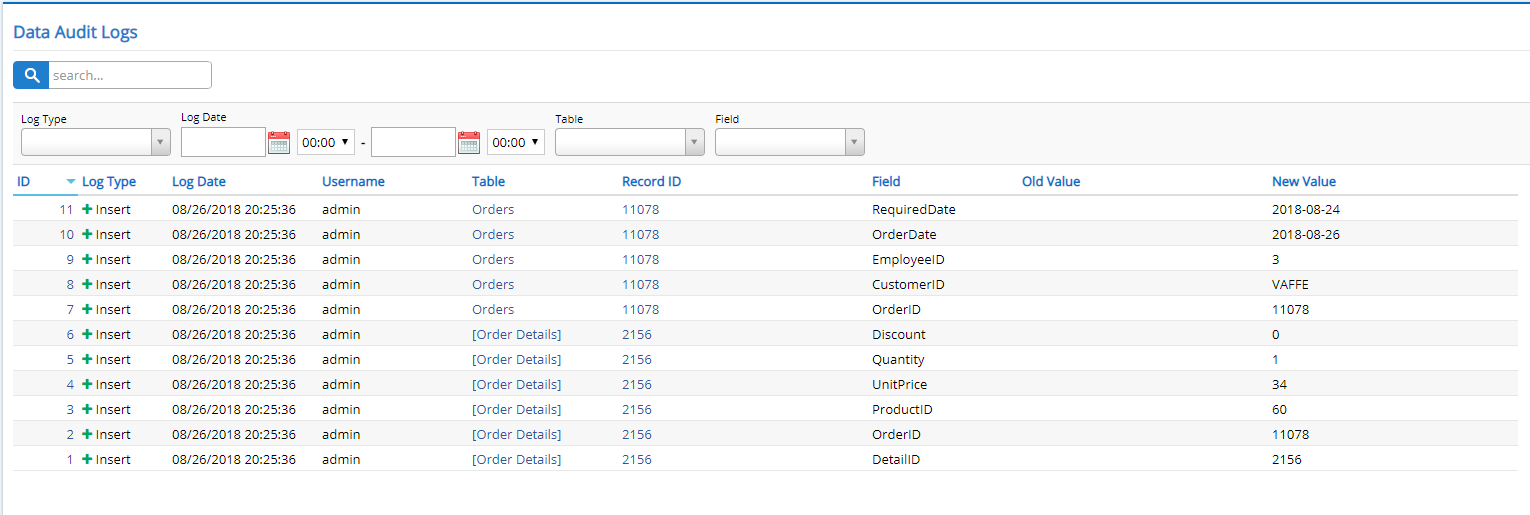 Data Audit Logs
search...
Log Type Log Date Table Field
00:00 - 00:00
ID Log Type Log Date Username Table Record ID Field Old Value New Value
11 Insert 08/26/2018 20:25:36 admin Orders 11078 RequiredDate 2018-08-24
10 Insert 08/26/2018 20:25:36 admin Orders 11078 OrderDate 2018-08-26
9 Insert 08/26/2018 20:25:36 admin Orders 11078 EmployeeID 3
8 Insert 08/26/2018 20:25:36 admin Orders 11078 CustomerID VAFFE
7 Insert 08/26/2018 20:25:36 admin Orders 11078 OrderID 11078
6 Insert 08/26/2018 20:25:36 admin [Order Details] 2156 Discount 0
5 Insert 08/26/2018 20:25:36 admin [Order Details] 2156 Quantity 1
4 Insert 08/26/2018 20:25:36 admin [Order Details] 2156 UnitPrice 34
3 Insert 08/26/2018 20:25:36 admin [Order Details] 2156 ProductID 60
2 Insert 08/26/2018 20:25:36 admin [Order Details] 2156 OrderID 11078
1 Insert 08/26/2018 20:25:36 admin [Order Details] 2156 DetailID 2156